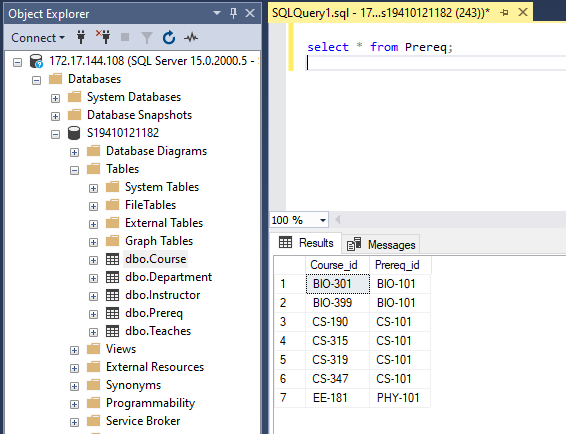 Object Explorer
Connect
172.17.144.108 (SQL Server 15.0.2000.5 -
Databases
System Databases
Database Snapshots
S19410121182
Database Diagrams
Tables
System Tables
FileTables
External Tables
Graph Tables
dbo.Course
dbo.Department
dbo.Instructor
dbo.Prereq
dbo.Teaches
Views
External Resources
Synonyms
Programmability
Service Broker
SQLQuery1.sql - 17...s19410121182 (243))*
select * from Prereq;
100 %
Results Messages
Course_id Prereq_id
1 BIO-301 BIO-101
2 BIO-399 BIO-101
3 CS-190 CS-101
4 CS-315 CS-101
5 CS-319 CS-101
6 CS-347 CS-101
7 EE-181 PHY-101